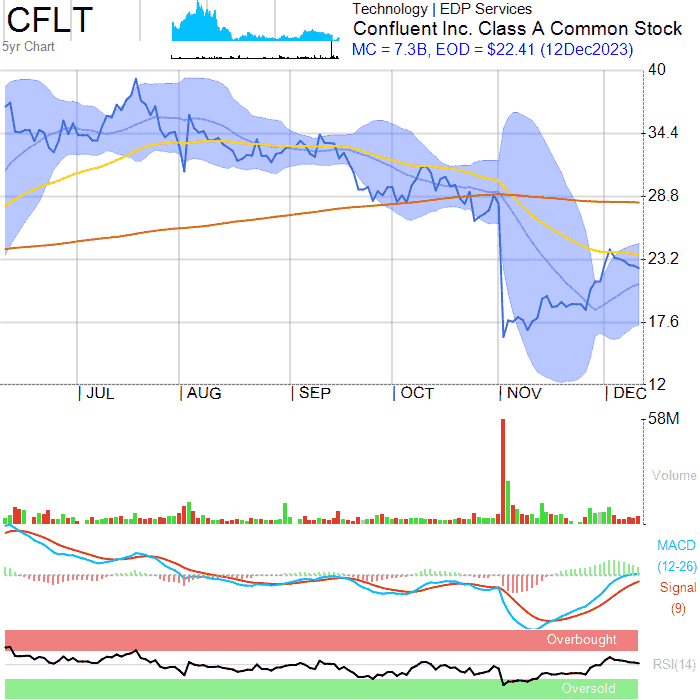 CFLT
5yr Chart
Technology | EDP Services
Confluent Inc. Class A Common Stock
MC = 7.3B, EOD = $22.41 (12Dec2023)
40
34.4
28.8
23.2
17.6
12
JUL
AUG
SEP
OCT
NOV
DEC
58M
Volume
MACD
(12-26)
Signal
(9)
Overbought
RSI(14)
Oversold